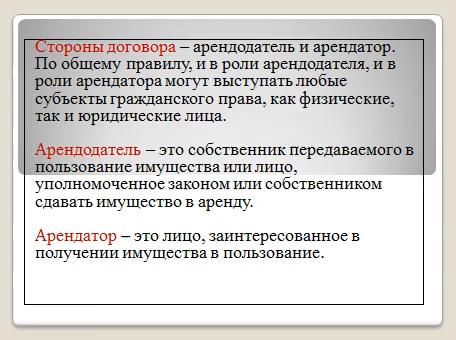 Стороны договора – арендодатель и арендатор.
По общему правилу, и в роли арендодателя, и в
роли арендатора могут выступать любые
субъекты гражданского права, как физические,
так и юридические лица.
Арендодатель – это собственник передаваемого в
пользование имущества или лицо,
уполномоченное законом или собственником
сдавать имущество в аренду.
Арендатор – это лицо, заинтересованное в
получении имущества в пользование.